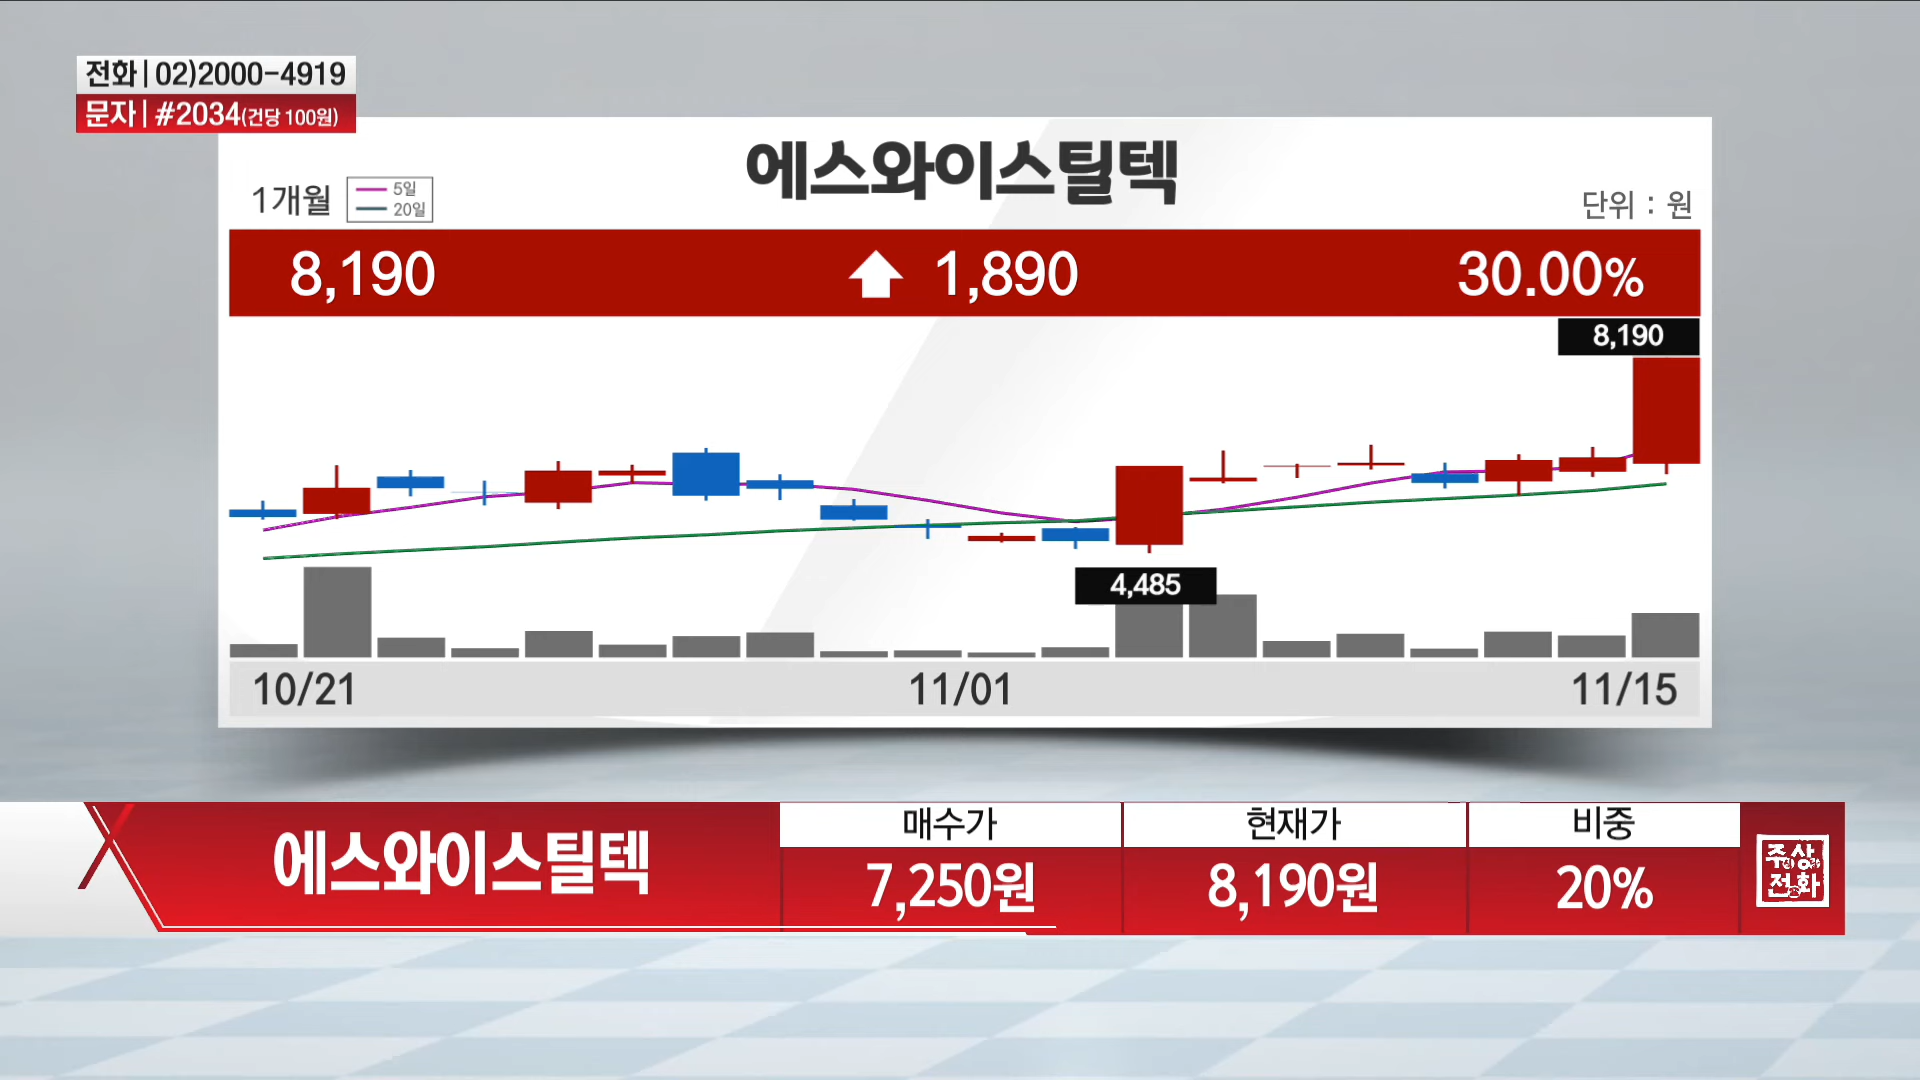 전화 | 02)2000-4919
문자 | #2034(건당 100원)
에스와이스틸텍
1개월
5일
20일
단위 : 원
8,190 1,890 30.00%
8,190
4,485
10/21 11/01 11/15
에스와이스틸텍
매수가 현재가 비중
7,250원 8,190원 20%
주상
전화